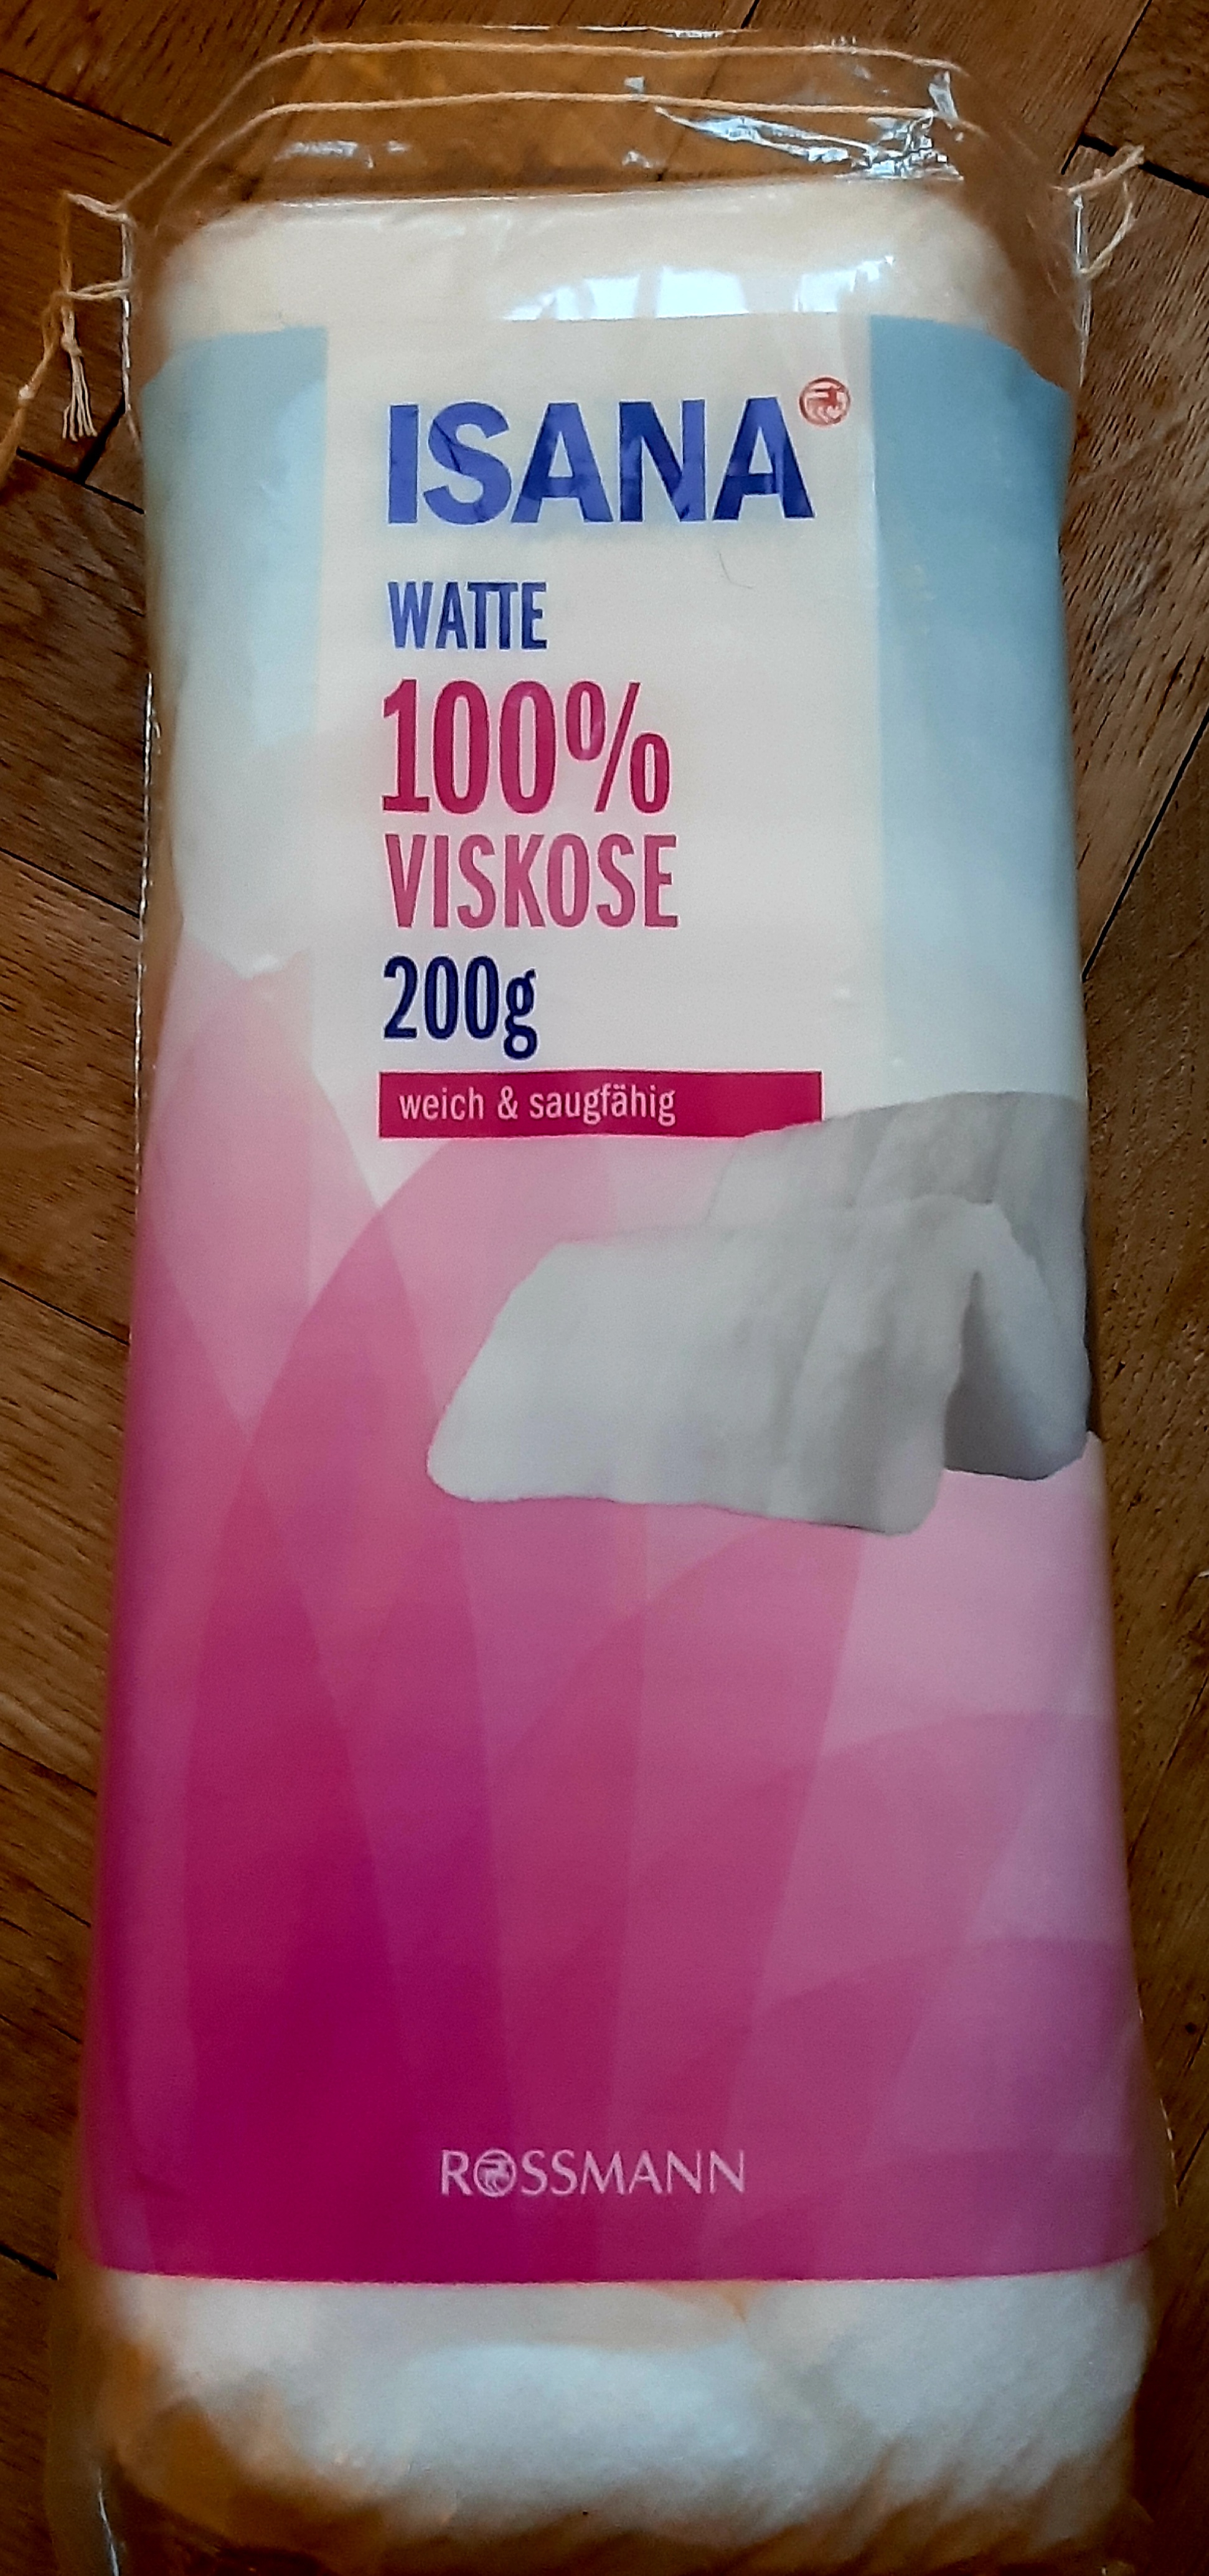 ISANA
WATTE
100%
VISKOSE
200g
weich & saugfähig
ROSSMANN